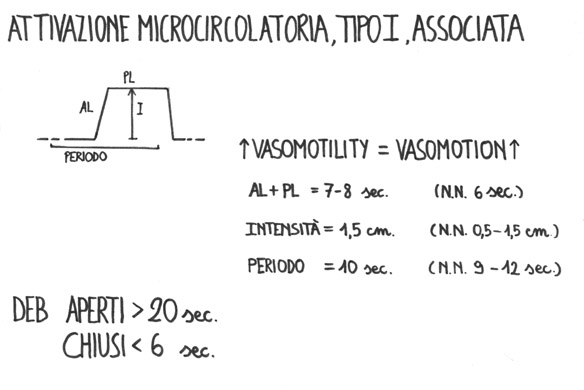 ATTIVAZIONE MICROCIRCOLATORIA, TIPO I, ASSOCIATA
PL
AL
I
PERIODO
↑VASOMOTILITY = VASOMOTION↑
AL+PL = 7-8 sec. (N.N. 6 sec.)
INTENSITÀ = 1,5 cm. (N.N. 0,5-1,5 cm.)
PERIODO = 10 sec. (N.N. 9 - 12 sec.)
DEB APERTI > 20 sec.
CHIUSI < 6 sec.